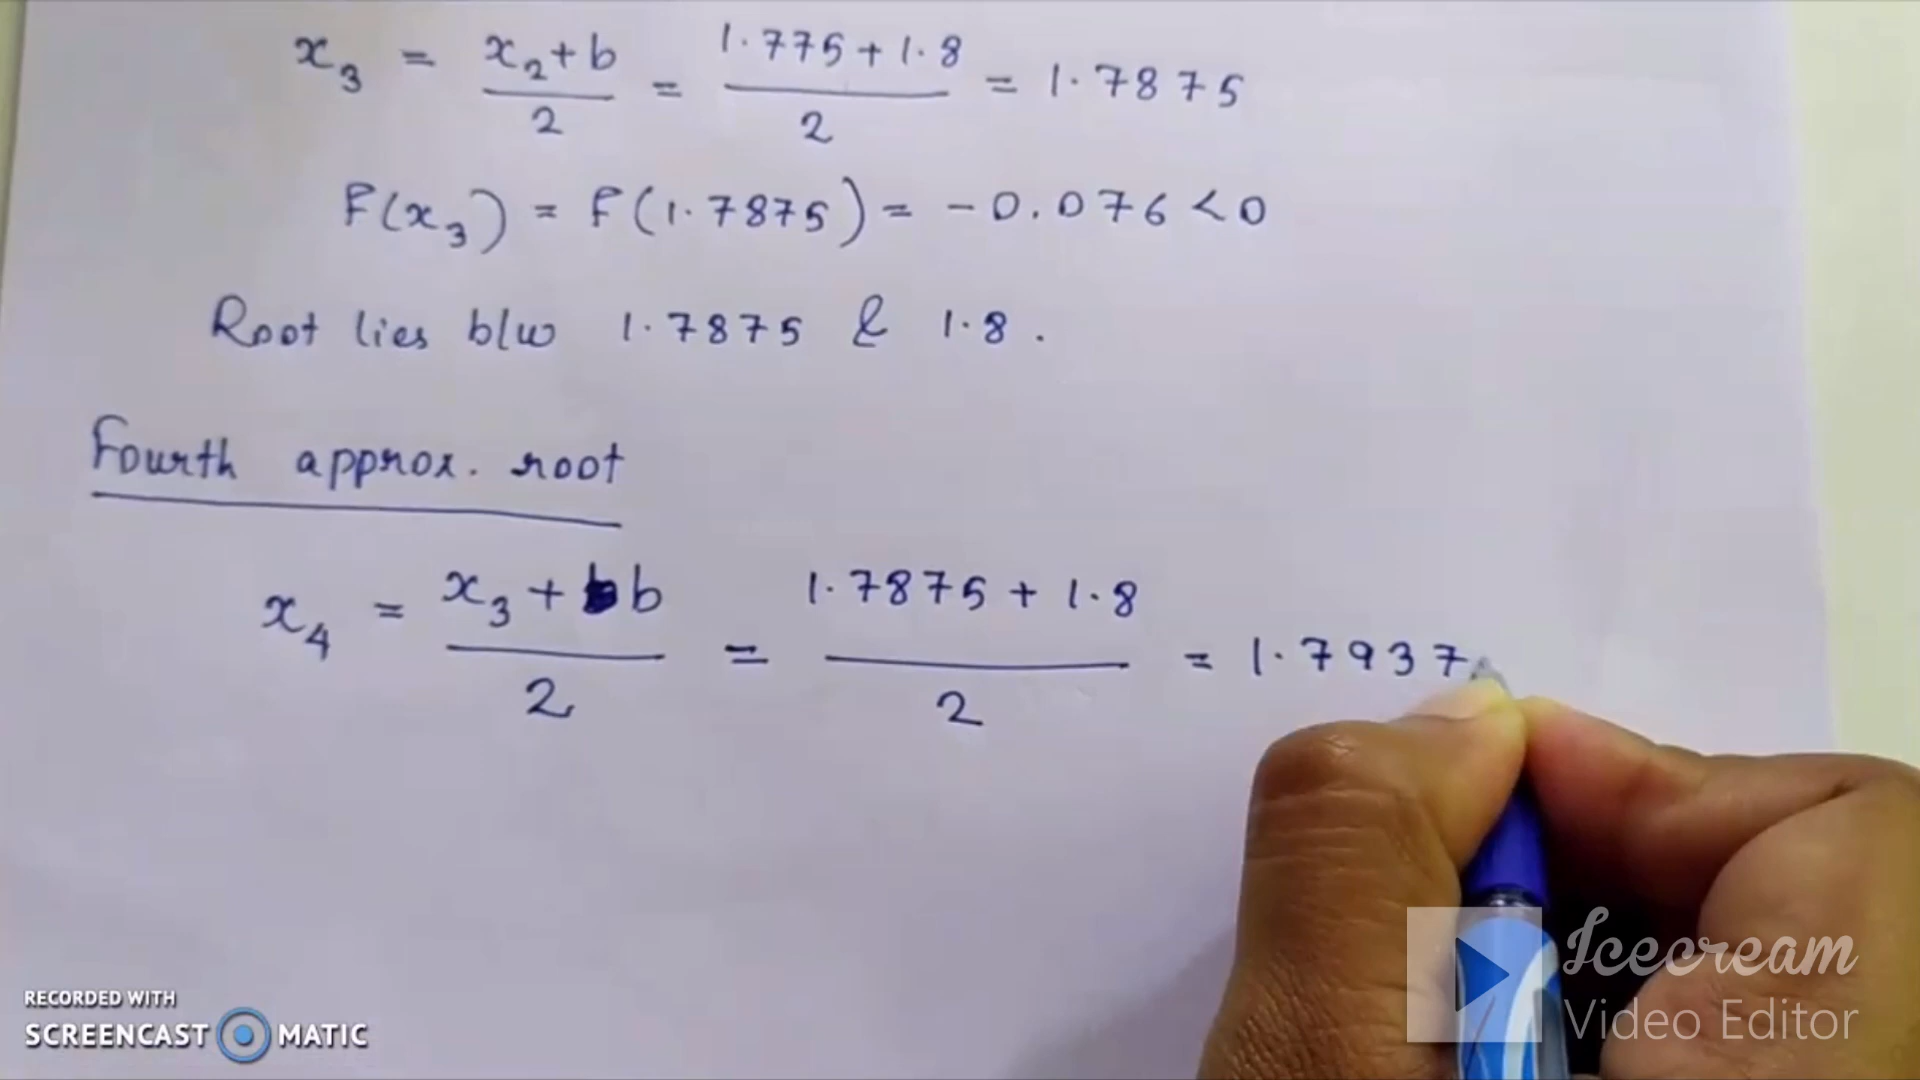 x₃ = (x₂+b)/2 = (1.775+1.8)/2 = 1.7875
F(x₃) = F(1.7875) = -0.076<0
Root lies b/w 1.7875 & 1.8.
Fourth approx. root
x₄ = (x₃+b)/2 = (1.7875+1.8)/2 = 1.7937
RECORDED WITH
SCREENCAST MATIC
Icecream
Video Editor